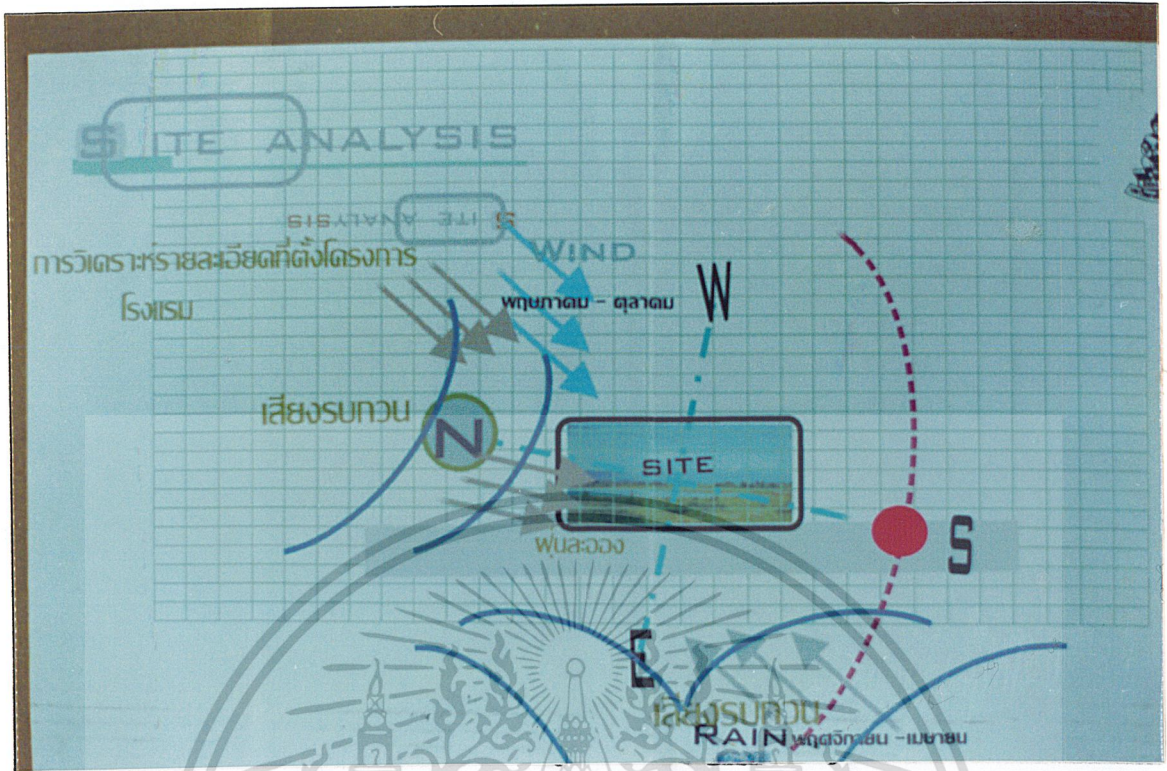 SITE ANALYSIS
SITE ANALYSIS
WIND
การวิเคราะห์รายละเอียดที่ตั้งโครงการ
โรงแรม
พฤษภาคม - ตุลาคม
W
เสียงรบกวน
N
SITE
ฝุ่นละออง
S
E
เสียงรบกวน
RAIN พฤศจิกายน -เมษายน